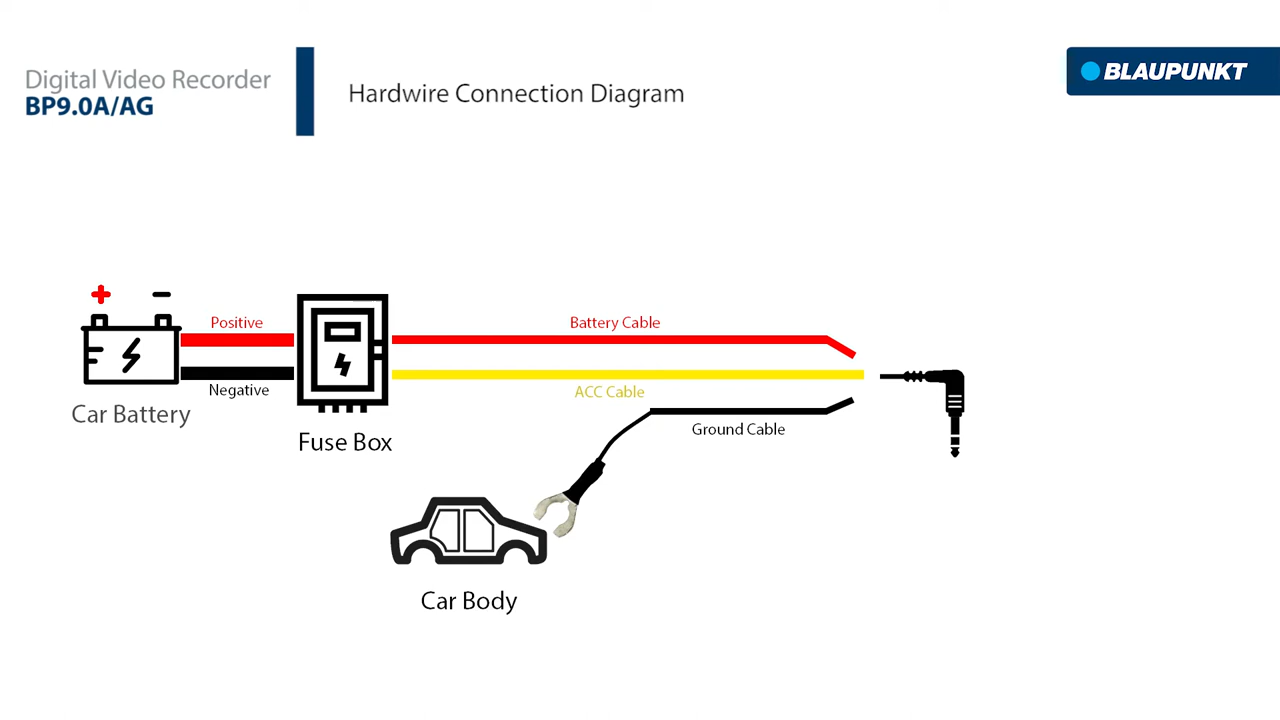 Digital Video Recorder
BP9.0A/AG
Hardwire Connection Diagram
BLAUPUNKT
+ −
Positive
Negative
Car Battery
Fuse Box
Battery Cable
ACC Cable
Ground Cable
Car Body